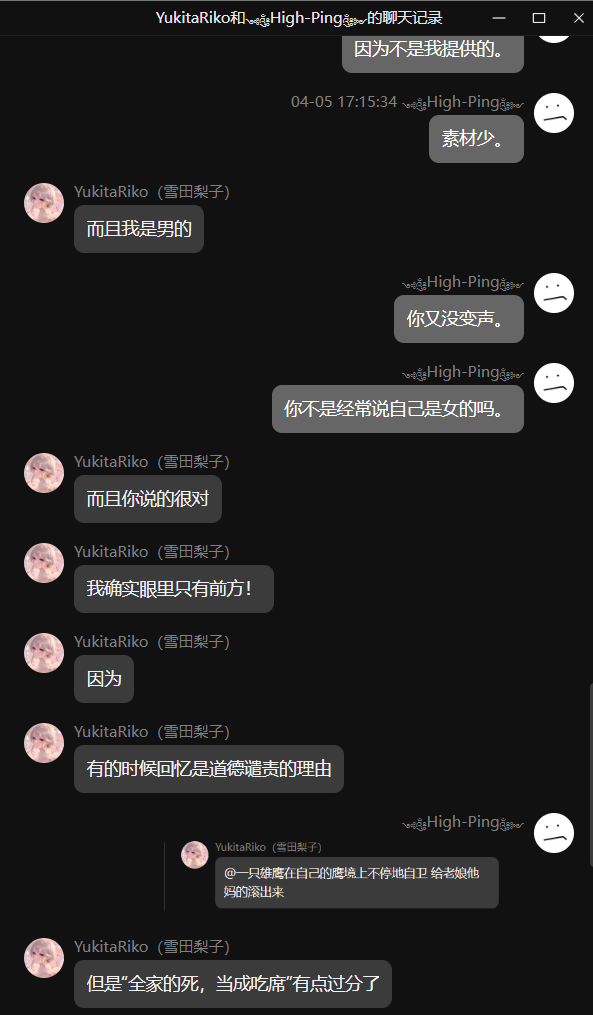 YukitaRiko和༺High-Ping༻的聊天记录
因为不是我提供的。
04-05 17:15:34 ༺High-Ping༻
素材少。
YukitaRiko（雪田梨子）
而且我是男的
༺High-Ping༻
你又没变声。
༺High-Ping༻
你不是经常说自己是女的吗。
YukitaRiko（雪田梨子）
而且你说的很对
YukitaRiko（雪田梨子）
我确实眼里只有前方！
YukitaRiko（雪田梨子）
因为
YukitaRiko（雪田梨子）
有的时候回忆是道德谴责的理由
༺High-Ping༻
YukitaRiko（雪田梨子）
@一只雄鹰在自己的鹰境上不停地自卫 给老娘他
妈的滚出来
YukitaRiko（雪田梨子）
但是“全家的死，当成吃席”有点过分了